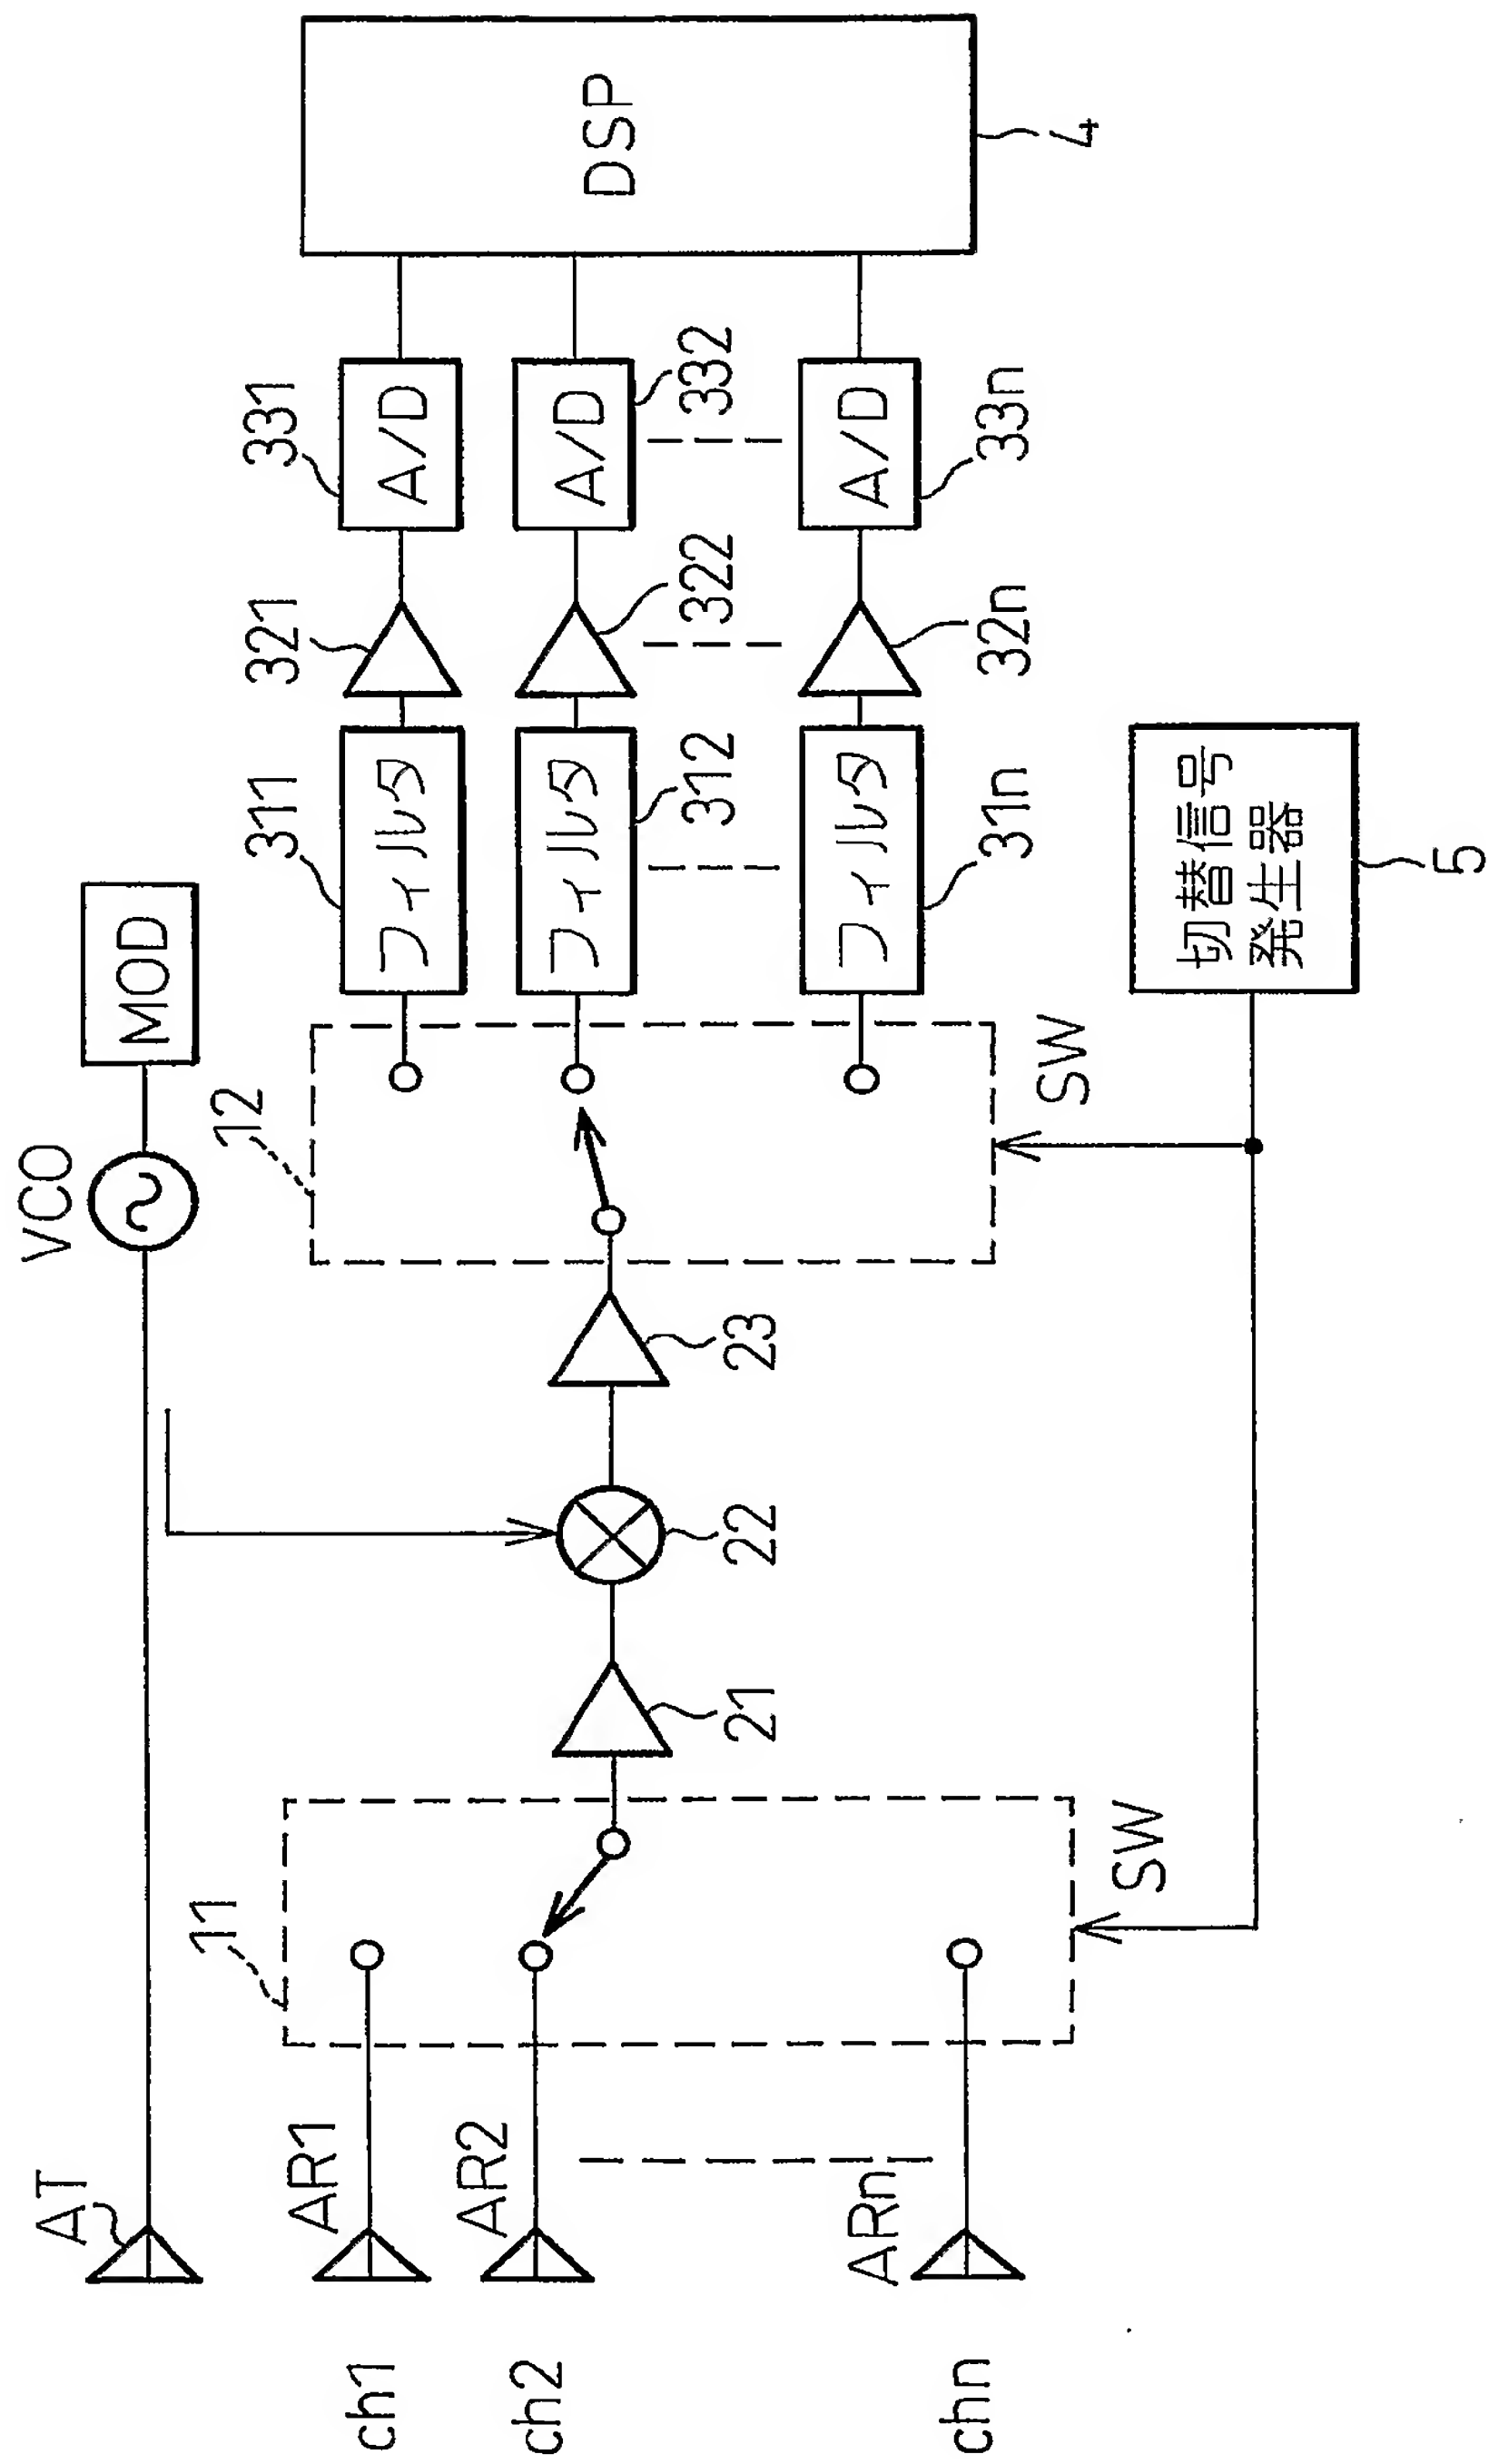 AT
VCO
MOD
ch1
AR1
11
12
311
フィルタ
321
331
A/D
DSP
4
ch2
AR2
21
22
23
フィルタ
312
322
A/D
332
chn
ARn
フィルタ
31n
32n
A/D
33n
SW
SW
切替信号
発生器
5